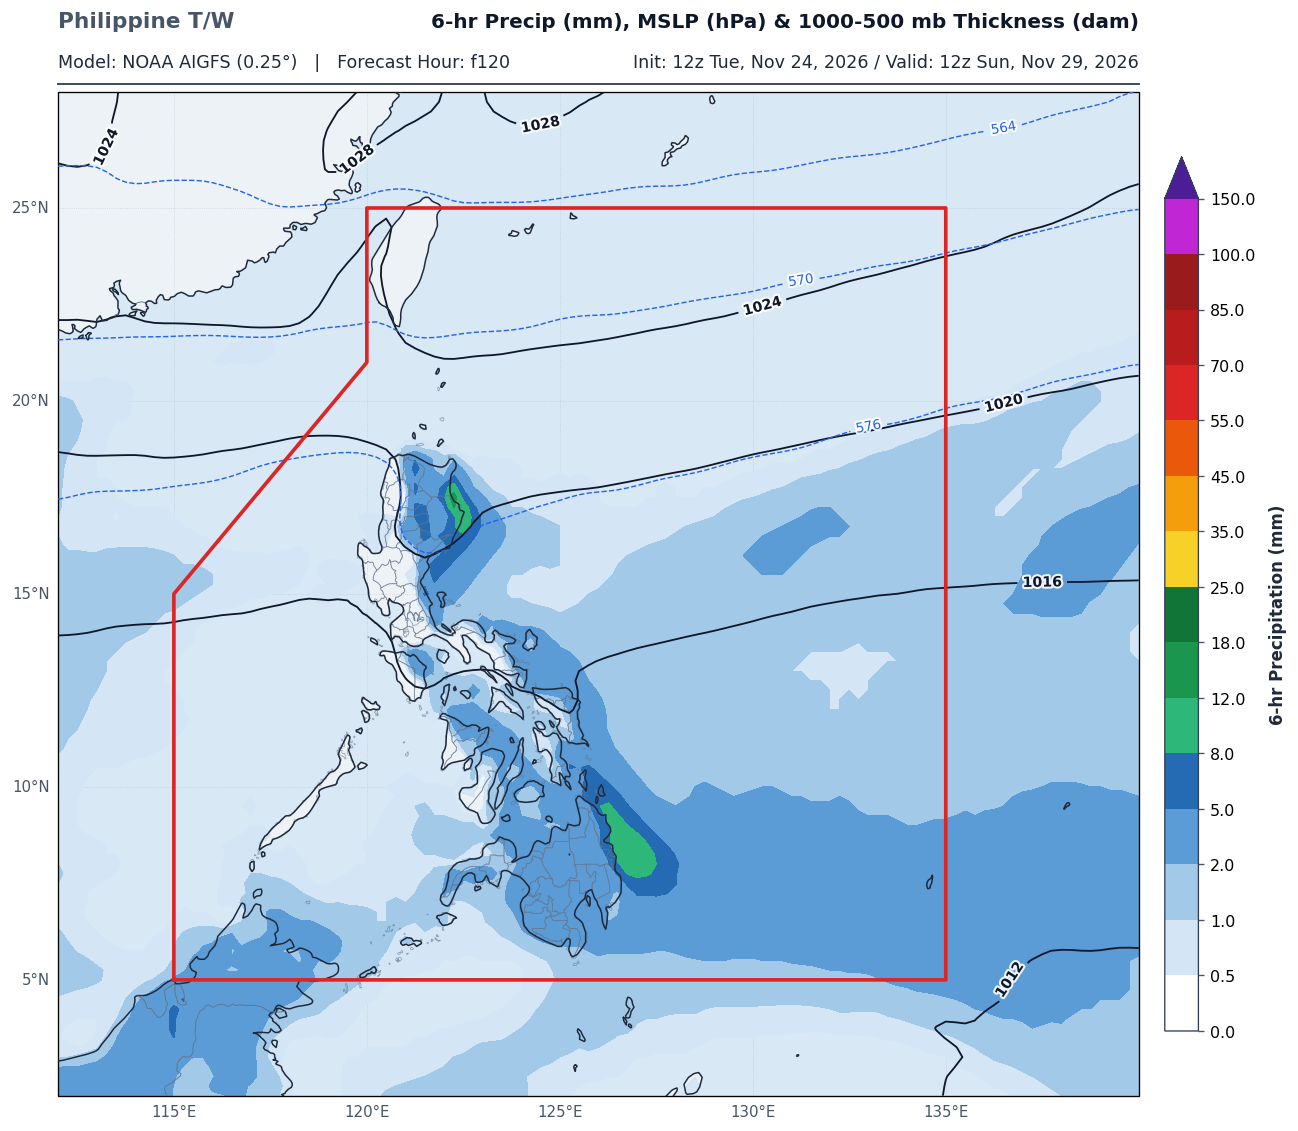 Philippine T/W
6-hr Precip (mm), MSLP (hPa) & 1000-500 mb Thickness (dam)
Model: NOAA AIGFS (0.25°) | Forecast Hour: f120
Init: 12z Tue, Nov 24, 2026 / Valid: 12z Sun, Nov 29, 2026
1024
1028
1028
564
570
1024
576
1020
1016
1012
25°N
20°N
15°N
10°N
5°N
115°E
120°E
125°E
130°E
135°E
150.0
100.0
85.0
70.0
55.0
45.0
35.0
25.0
18.0
12.0
8.0
5.0
2.0
1.0
0.5
0.0
6-hr Precipitation (mm)